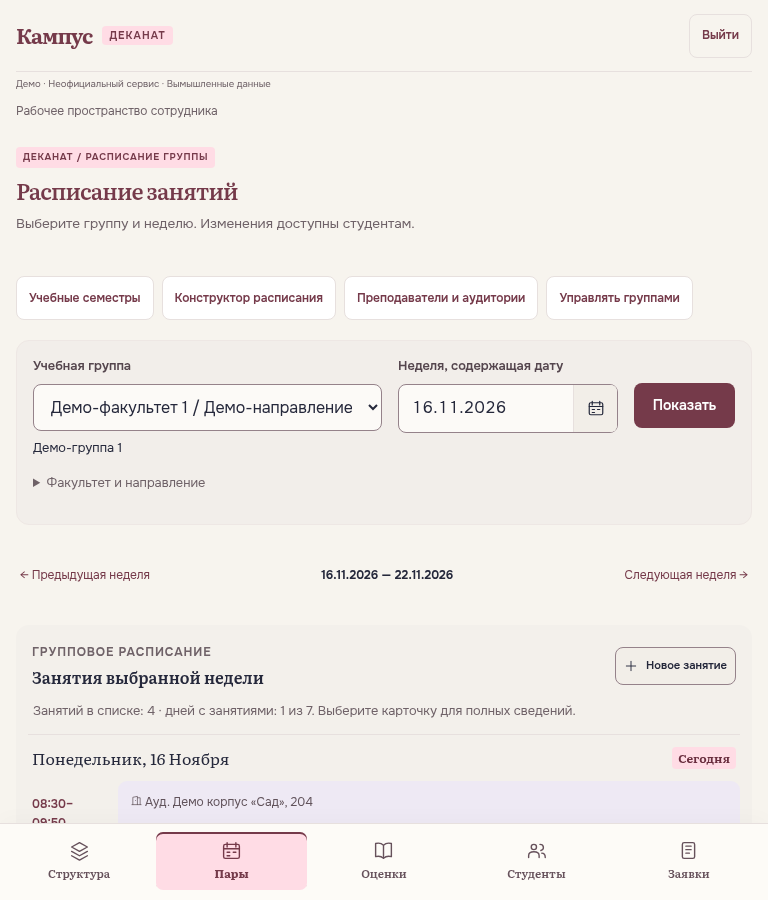 Кампус ДЕКАНАТ Выйти
Демо · Неофициальный сервис · Вымышленные данные
Рабочее пространство сотрудника
ДЕКАНАТ / РАСПИСАНИЕ ГРУППЫ
Расписание занятий
Выберите группу и неделю. Изменения доступны студентам.
Учебные семестры Конструктор расписания Преподаватели и аудитории Управлять группами
Учебная группа Неделя, содержащая дату
Демо-факультет 1 / Демо-направление 16.11.2026 Показать
Демо-группа 1
Факультет и направление
← Предыдущая неделя 16.11.2026 — 22.11.2026 Следующая неделя →
ГРУППОВОЕ РАСПИСАНИЕ
Занятия выбранной недели + Новое занятие
Занятий в списке: 4 · дней с занятиями: 1 из 7. Выберите карточку для полных сведений.
Понедельник, 16 Ноября Сегодня
08:30– Ауд. Демо корпус «Сад», 204
09:50
Структура Пары Оценки Студенты Заявки